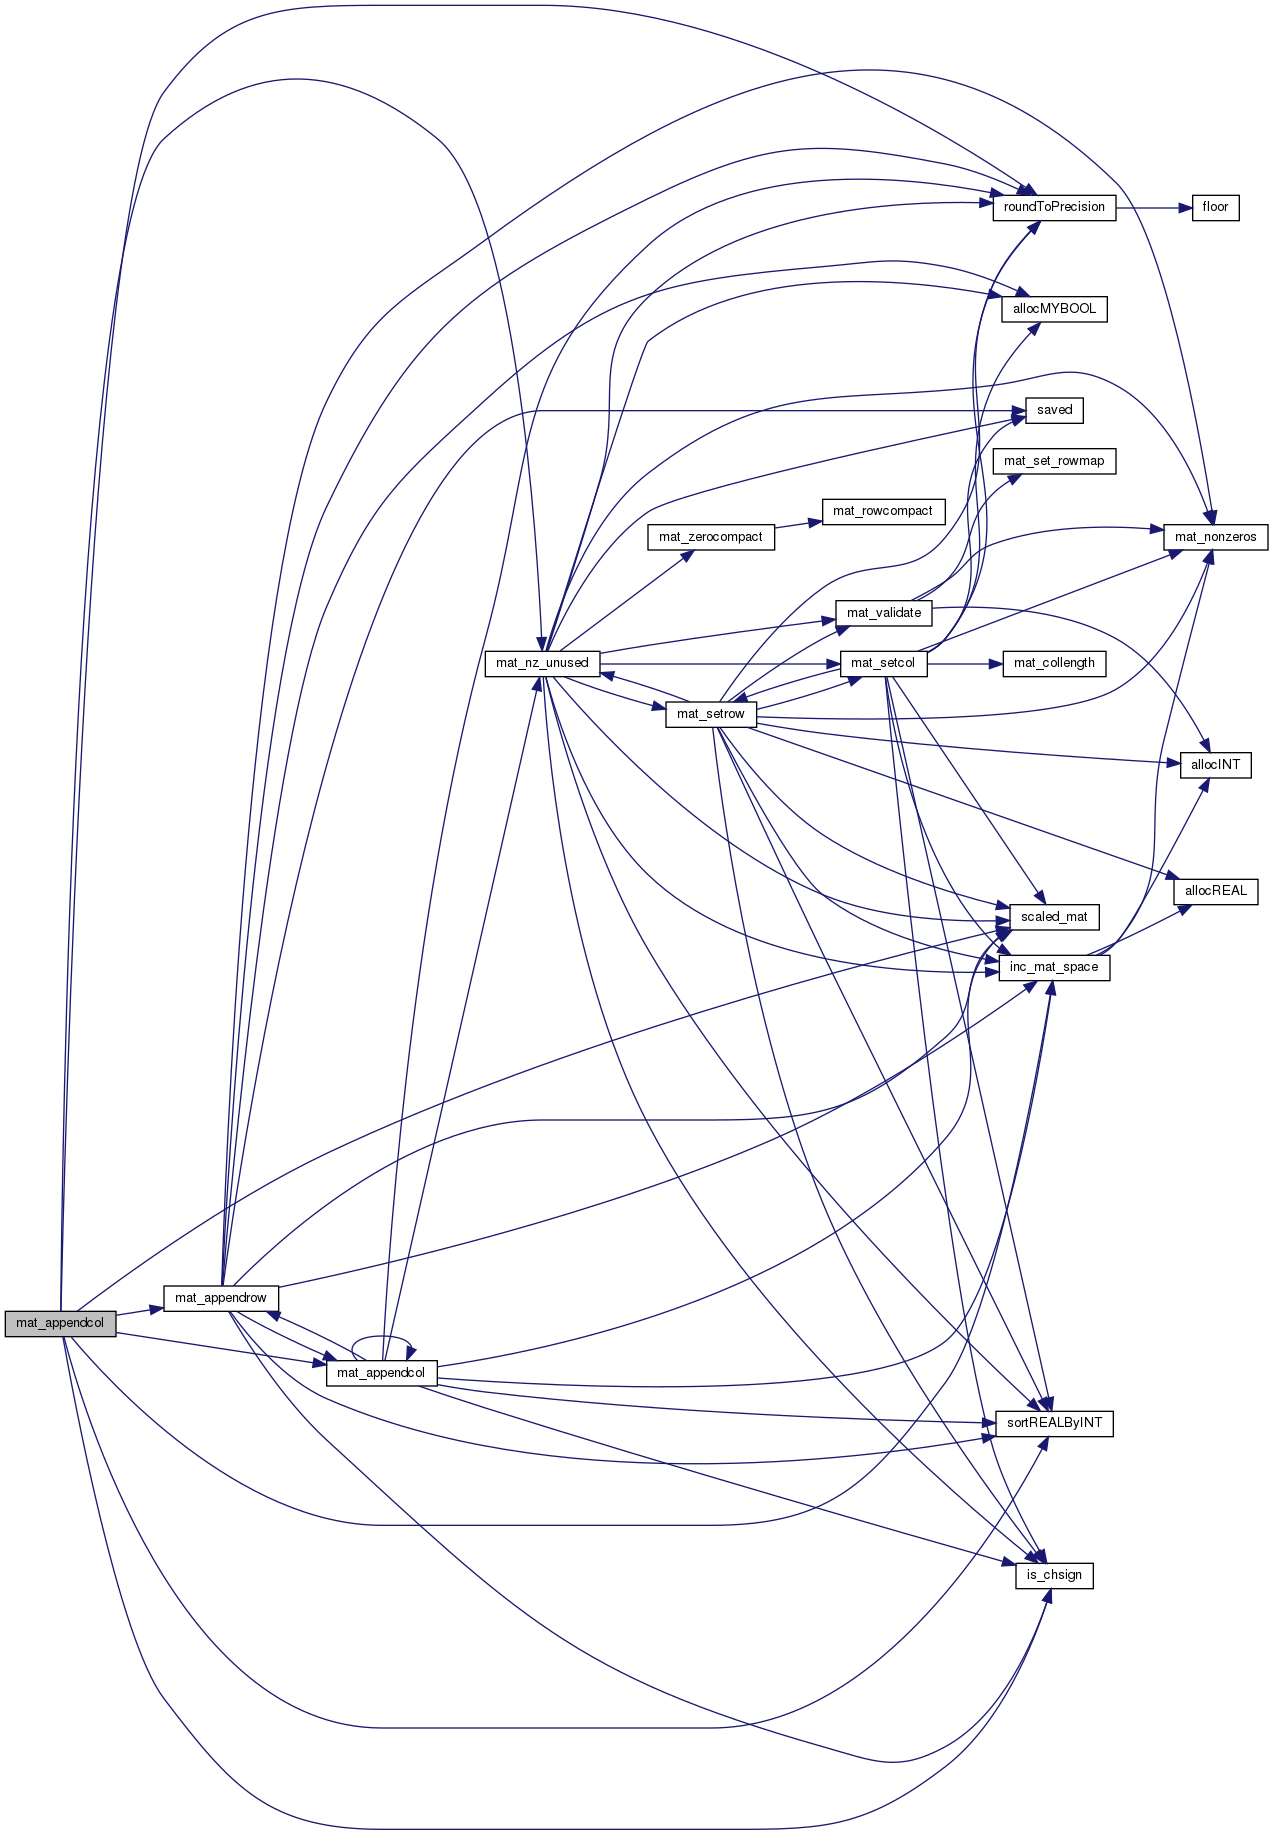 roundToPrecision
floor
allocMYBOOL
saved
mat_set_rowmap
mat_rowcompact
mat_zerocompact
mat_nonzeros
mat_validate
mat_nz_unused
mat_setcol
mat_collength
mat_setrow
allocINT
allocREAL
scaled_mat
inc_mat_space
mat_appendrow
mat_appendcol
mat_appendcol
sortREALByINT
is_chsign